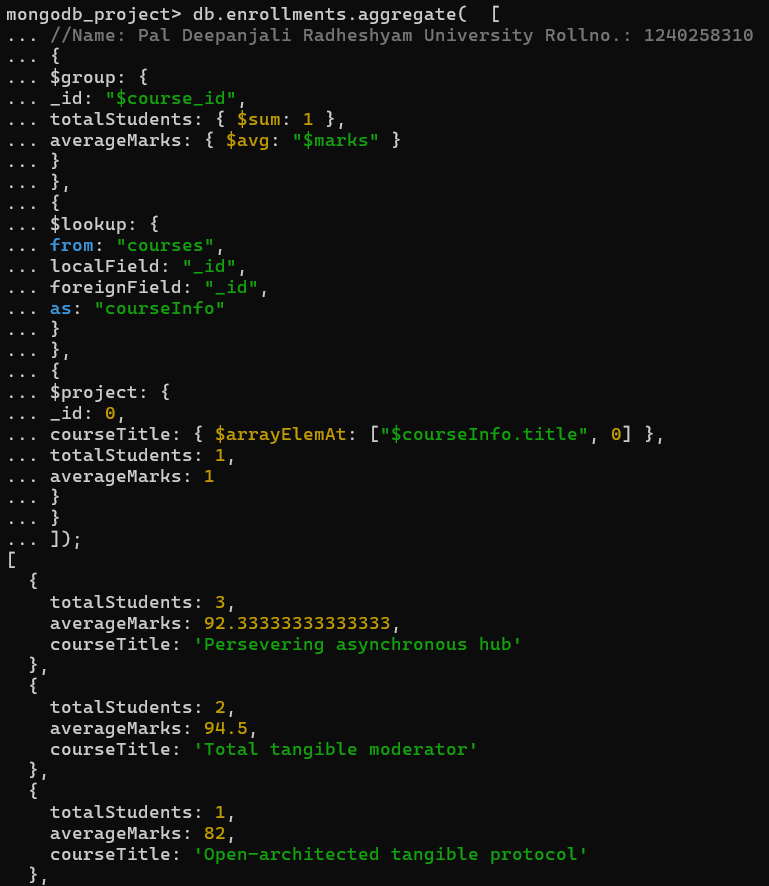 mongodb_project> db.enrollments.aggregate(  [
... //Name: Pal Deepanjali Radheshyam University Rollno.: 1240258310
... {
... $group: {
... _id: "$course_id",
... totalStudents: { $sum: 1 },
... averageMarks: { $avg: "$marks" }
... }
... },
... {
... $lookup: {
... from: "courses",
... localField: "_id",
... foreignField: "_id",
... as: "courseInfo"
... }
... },
... {
... $project: {
... _id: 0,
... courseTitle: { $arrayElemAt: ["$courseInfo.title", 0] },
... totalStudents: 1,
... averageMarks: 1
... }
... }
... ]);
[
  {
    totalStudents: 3,
    averageMarks: 92.33333333333333,
    courseTitle: 'Persevering asynchronous hub'
  },
  {
    totalStudents: 2,
    averageMarks: 94.5,
    courseTitle: 'Total tangible moderator'
  },
  {
    totalStudents: 1,
    averageMarks: 82,
    courseTitle: 'Open-architected tangible protocol'
  },